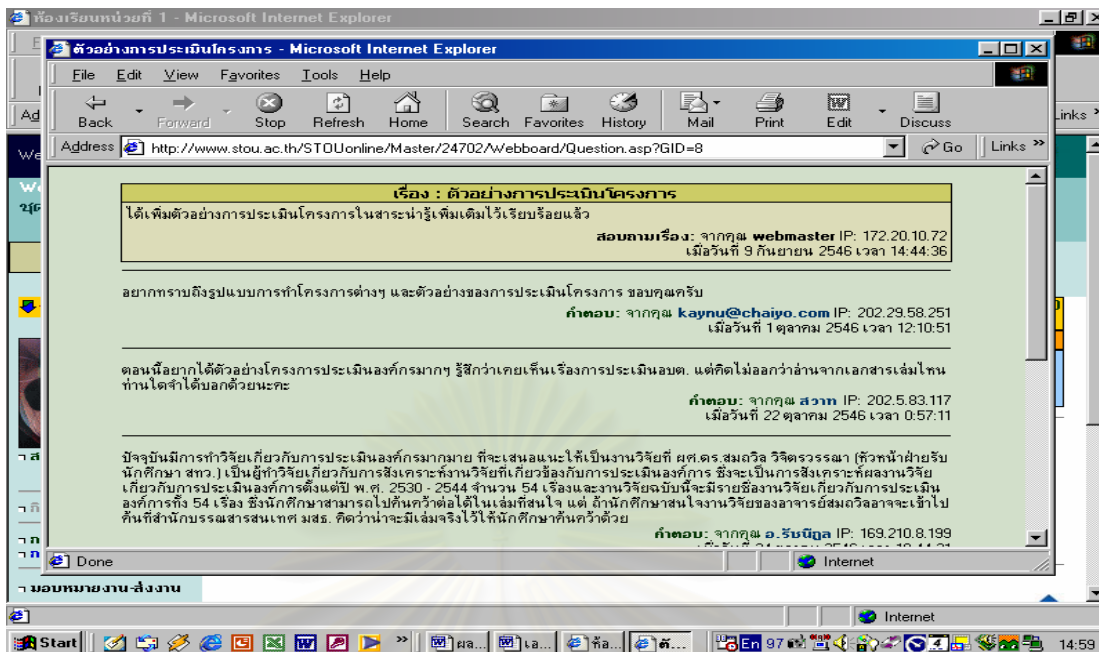 ห้องเรียนหน่วยที่ 1 - Microsoft Internet Explorer
ตัวอย่างการประเมินโครงการ - Microsoft Internet Explorer
File Edit View Favorites Tools Help
Back Forward Stop Refresh Home Search Favorites History Mail Print Edit Discuss
Ad
Links »
Address http://www.stou.ac.th/STOUonline/Master/24702/Webboard/Question.asp?GID=8 Go Links »
We
We
ชุด
เรื่อง : ตัวอย่างการประเมินโครงการ
ได้เพิ่มตัวอย่างการประเมินโครงการในสาระน่ารู้เพิ่มเติมไว้เรียบร้อยแล้ว
สอบถามเรื่อง: จากคุณ webmaster IP: 172.20.10.72
เมื่อวันที่ 9 กันยายน 2546 เวลา 14:44:36
อยากทราบถึงรูปแบบการทำโครงการต่างๆ และตัวอย่างของการประเมินโครงการ ขอบคุณครับ
คำตอบ: จากคุณ kaynu@chaiyo.com IP: 202.29.58.251
เมื่อวันที่ 1 ตุลาคม 2546 เวลา 12:10:51
ตอนนี้อยากได้ตัวอย่างโครงการประเมินองค์กรมากๆ รู้สึกว่าเคยเห็นเรื่องการประเมินอบต. แต่คิดไม่ออกว่าอ่านจากเอกสารเล่มไหน
ท่านใดจำได้บอกด้วยนะคะ
คำตอบ: จากคุณ สวาท IP: 202.5.83.117
เมื่อวันที่ 22 ตุลาคม 2546 เวลา 0:57:11
ปัจจุบันมีการทำวิจัยเกี่ยวกับการประเมินองค์กรมากมาย ที่จะเสนอแนะให้เป็นงานวิจัยที่ ผศ.ดร.สมถวิล วิจิตรวรรณา (หัวหน้าฝ่ายรับ
นักศึกษา สทว.) เป็นผู้ทำวิจัยเกี่ยวกับการสังเคราะห์งานวิจัยที่เกี่ยวข้องกับการประเมินองค์การ ซึ่งจะเป็นการสังเคราะห์ผลงานวิจัย
เกี่ยวกับการประเมินองค์การตั้งแต่ปี พ.ศ. 2530 - 2544 จำนวน 54 เรื่องและงานวิจัยฉบับนี้จะมีรายชื่องานวิจัยเกี่ยวกับการประเมิน
องค์การทั้ง 54 เรื่อง ซึ่งนักศึกษาสามารถไปค้นคว้าต่อได้ในเล่มที่สนใจ แต่ ถ้านักศึกษาสนใจงานวิจัยของอาจารย์สมถวิลอาจจะเข้าไป
ค้นที่สำนักบรรณสารสนเทศ มสธ. คิดว่าน่าจะมีเล่มจริงไว้ให้นักศึกษาค้นคว้าด้วย
คำตอบ: จากคุณ อ.รัชนีกูล IP: 169.210.8.199
Done Internet
มอบหมายงาน-ส่งงาน
Internet
Start » ผล... เอ... ห้อ... ตั... En 97 14:59